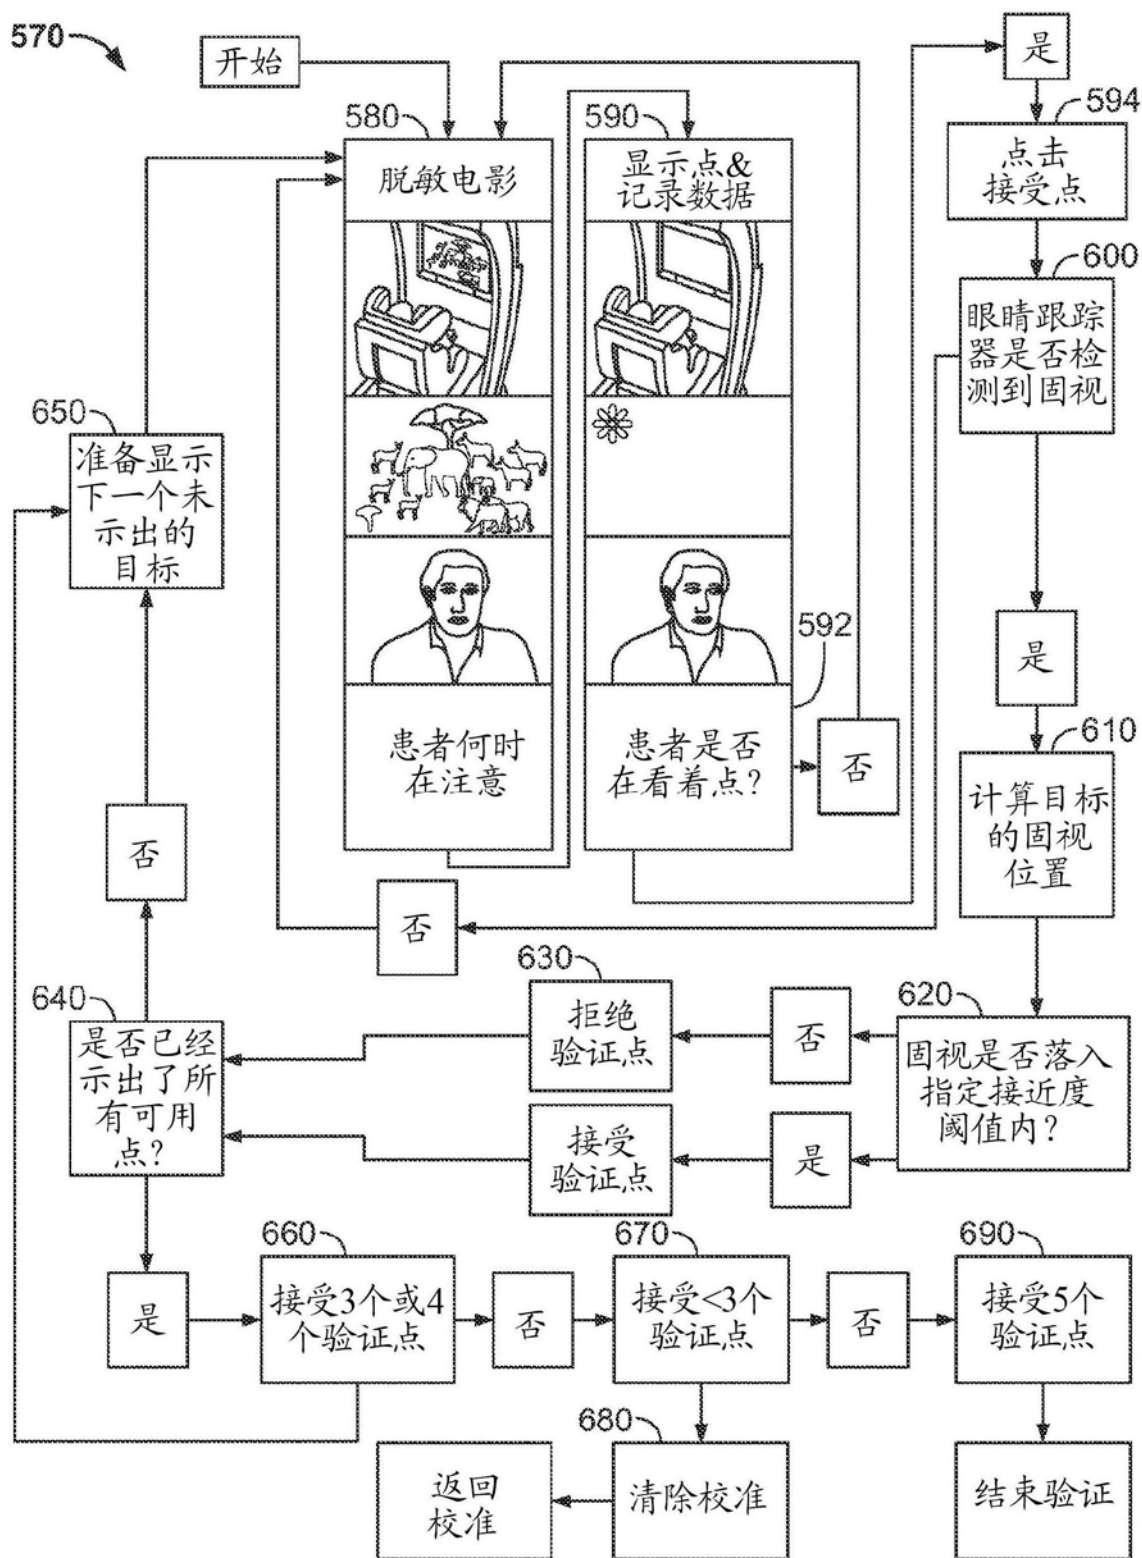 570
开始
580
脱敏电影
患者何时
在注意
590
显示点&
记录数据
592
患者是否
在看着点?
否
是
594
点击
接受点
600
眼睛跟踪
器是否检
测到固视
是
610
计算目标
的固视
位置
否
620
固视是否落入
指定接近度
阈值内?
否
630
拒绝
验证点
是
接受
验证点
640
是否已经
示出了所
有可用
点?
否
650
准备显示
下一个未
示出的
目标
是
660
接受3个或4
个验证点
否
670
接受<3个
验证点
否
690
接受5个
验证点
680
清除校准
返回
校准
结束验证